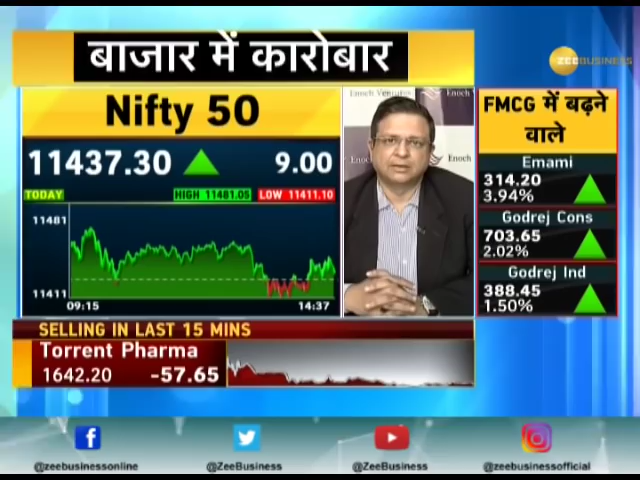 बाजार में कारोबार
ZEE BUSINESS
Nifty 50
11437.30 9.00
TODAY HIGH 11481.05 LOW 11411.10
11481
11411
09:15 14:37
Enoch Ventures
Enoch
Enoch
FMCG में बढ़ने
वाले
Emami
314.20
3.94%
Godrej Cons
703.65
2.02%
Godrej Ind
388.45
1.50%
SELLING IN LAST 15 MINS
Torrent Pharma
1642.20 -57.65
@zeebusinessonline @ZeeBusiness @ZeeBusiness @zeebusinessofficial